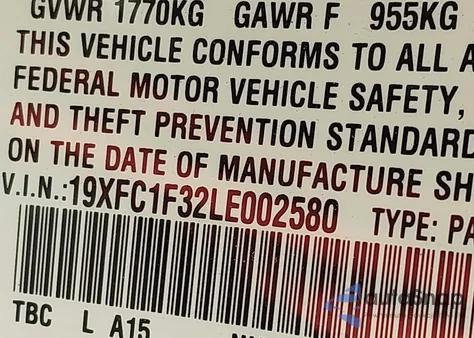 GVWR 1770KG GAWR F 955KG
THIS VEHICLE CONFORMS TO ALL A
FEDERAL MOTOR VEHICLE SAFETY,
AND THEFT PREVENTION STANDARD
ON THE DATE OF MANUFACTURE SH
V.I.N.:19XFC1F32LE002580 TYPE: PA
TBC L A15
AutoSnap